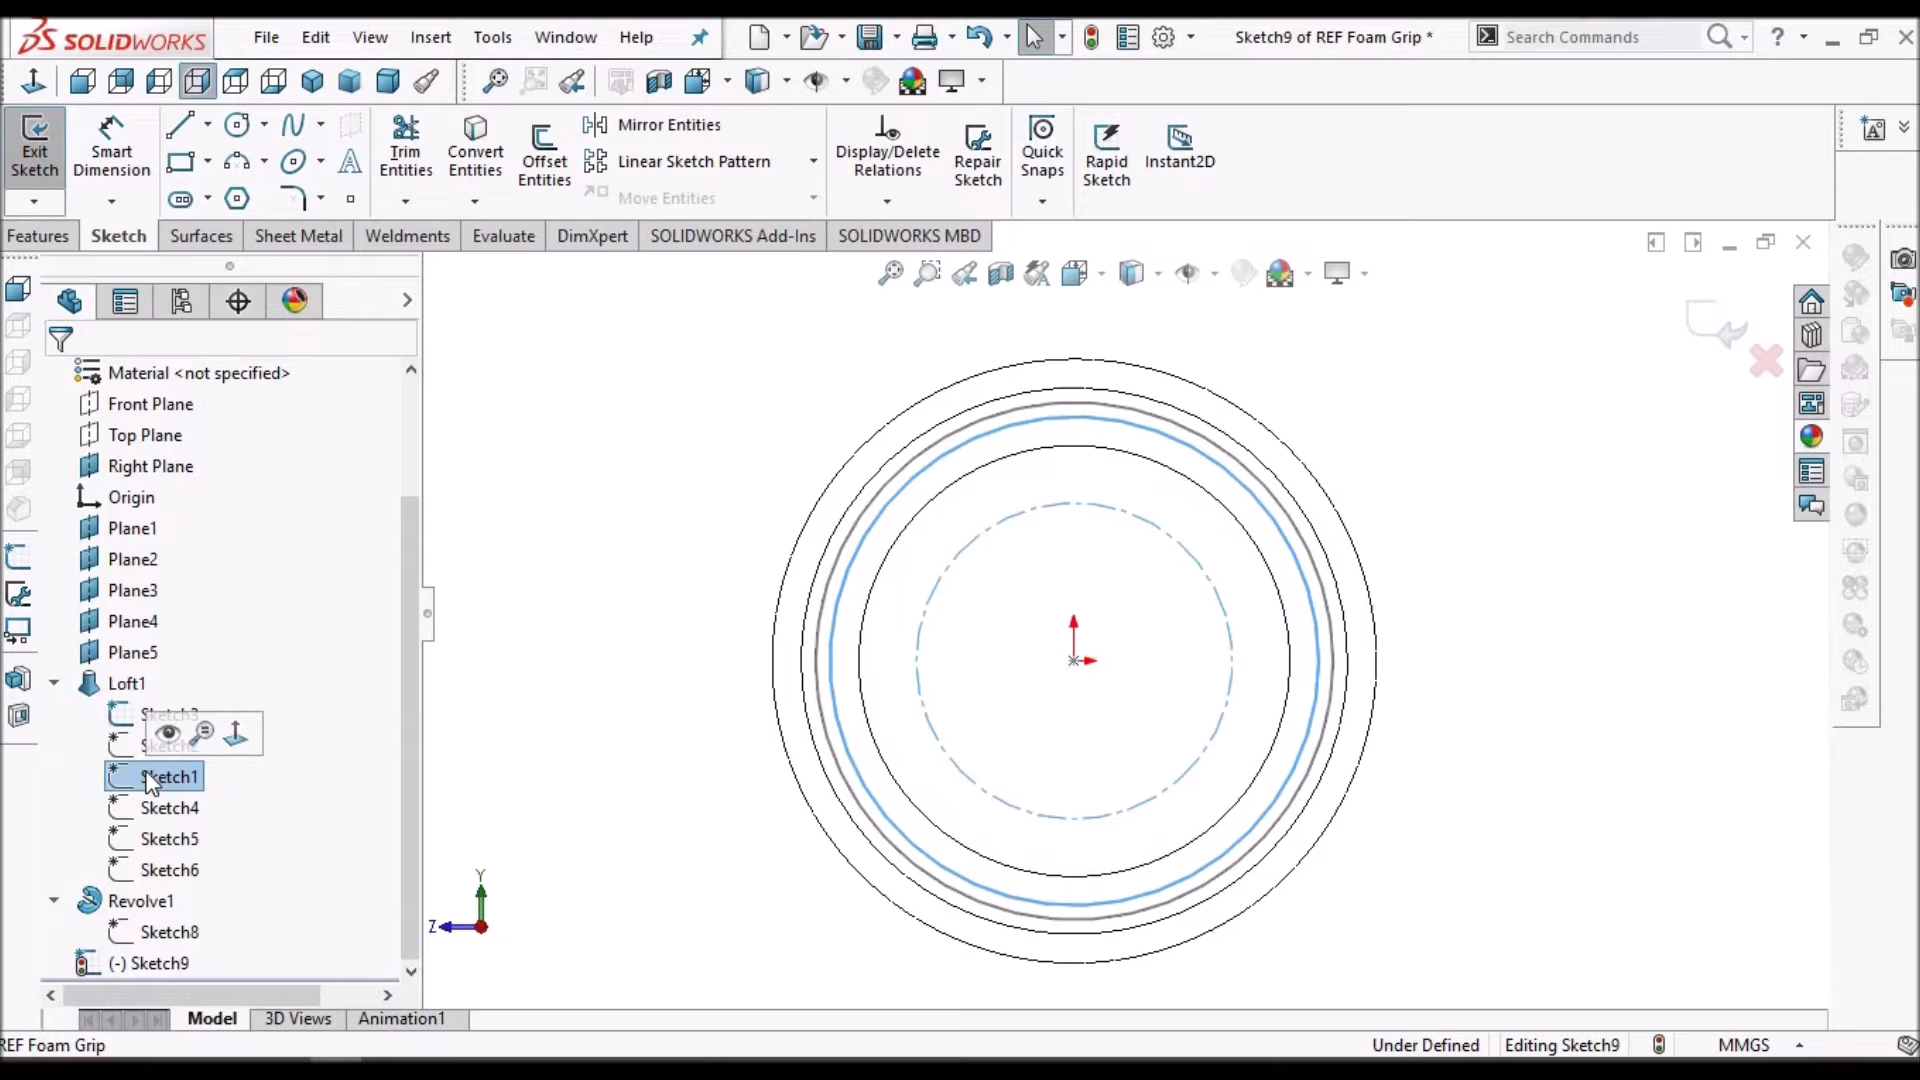 SOLIDWORKS
File Edit View Insert Tools Window Help
Sketch9 of REF Foam Grip *
Search Commands
?
Exit Sketch
Smart Dimension
Trim Entities
Convert Entities
Offset Entities
Mirror Entities
Linear Sketch Pattern
Move Entities
Display/Delete Relations
Repair Sketch
Quick Snaps
Rapid Sketch
Instant2D
Features Sketch Surfaces Sheet Metal Weldments Evaluate DimXpert SOLIDWORKS Add-Ins SOLIDWORKS MBD
Material <not specified>
Front Plane
Top Plane
Right Plane
Origin
Plane1
Plane2
Plane3
Plane4
Plane5
Loft1
Sketch3
Sketch2
Sketch1
Sketch4
Sketch5
Sketch6
Revolve1
Sketch8
(-) Sketch9
Y
Z
Model 3D Views Animation1
REF Foam Grip
Under Defined Editing Sketch9 MMGS